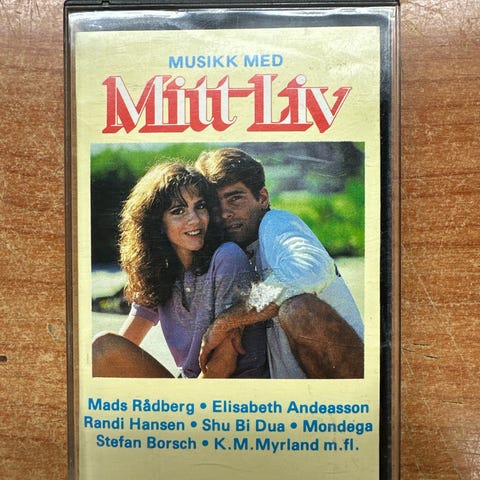 MUSIKK MED
Mitt Liv
Mads Rådberg • Elisabeth Andeasson
Randi Hansen • Shu Bi Dua • Mondega
Stefan Borsch • K.M.Myrland m.fl.